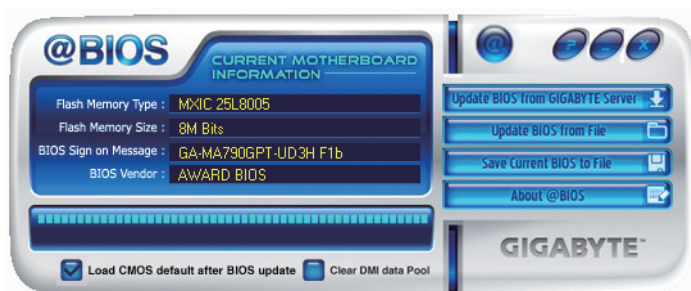 @BIOS
CURRENT MOTHERBOARD
INFORMATION
Flash Memory Type : MXIC 25L8005
Flash Memory Size : 8M Bits
BIOS Sign on Message : GA-MA790GPT-UD3H F1b
BIOS Vendor : AWARD BIOS
Load CMOS default after BIOS update Clear DMI data Pool
@ ? - X
Update BIOS from GIGABYTE Server
Update BIOS from File
Save Current BIOS to File
About @BIOS
GIGABYTE™